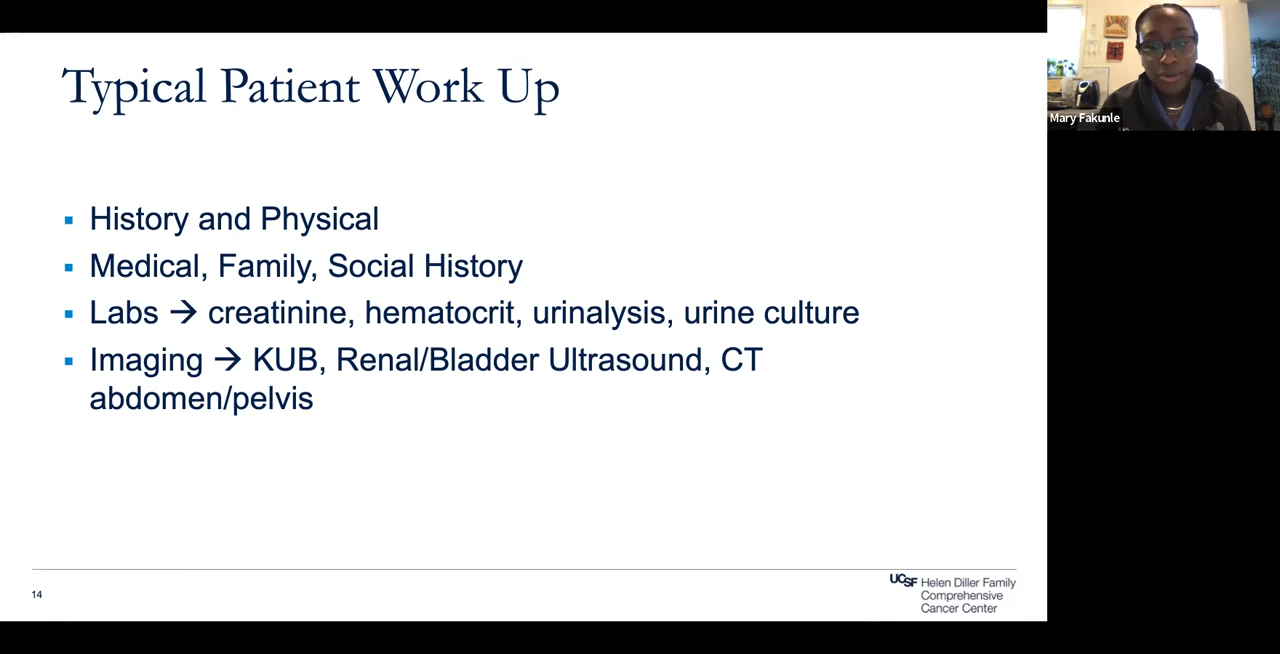 Typical Patient Work Up
History and Physical
Medical, Family, Social History
Labs → creatinine, hematocrit, urinalysis, urine culture
Imaging → KUB, Renal/Bladder Ultrasound, CT
abdomen/pelvis
14
UCSF Helen Diller Family
Comprehensive
Cancer Center
Mary Fakunle